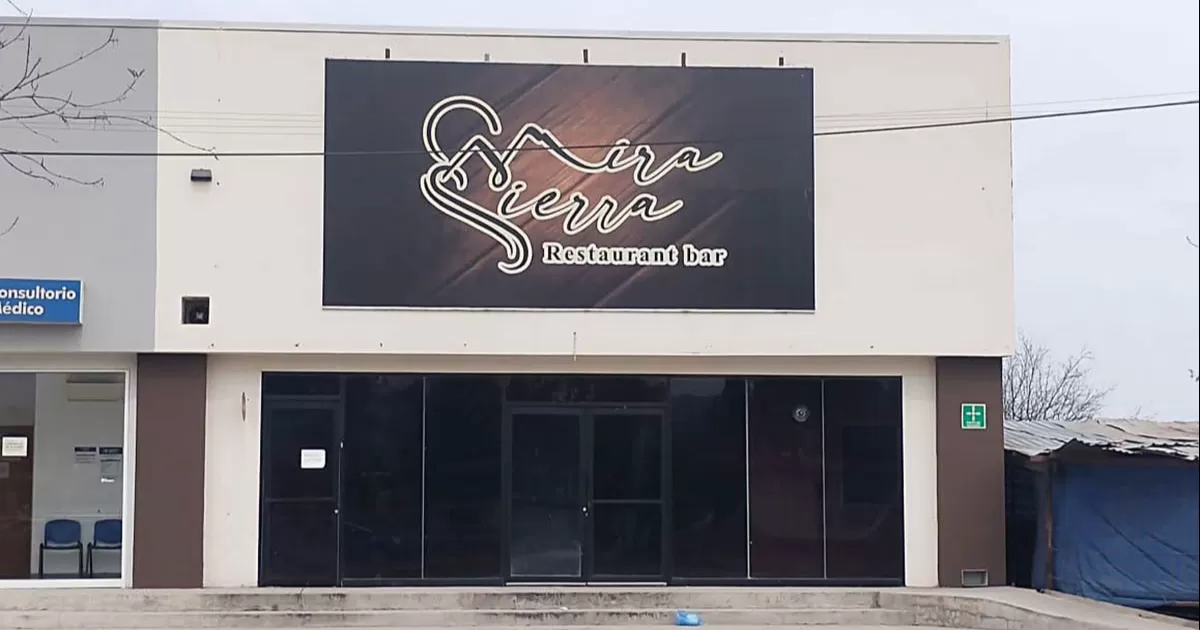 Mira
Sierra
Restaurant bar
onsultorio
édico